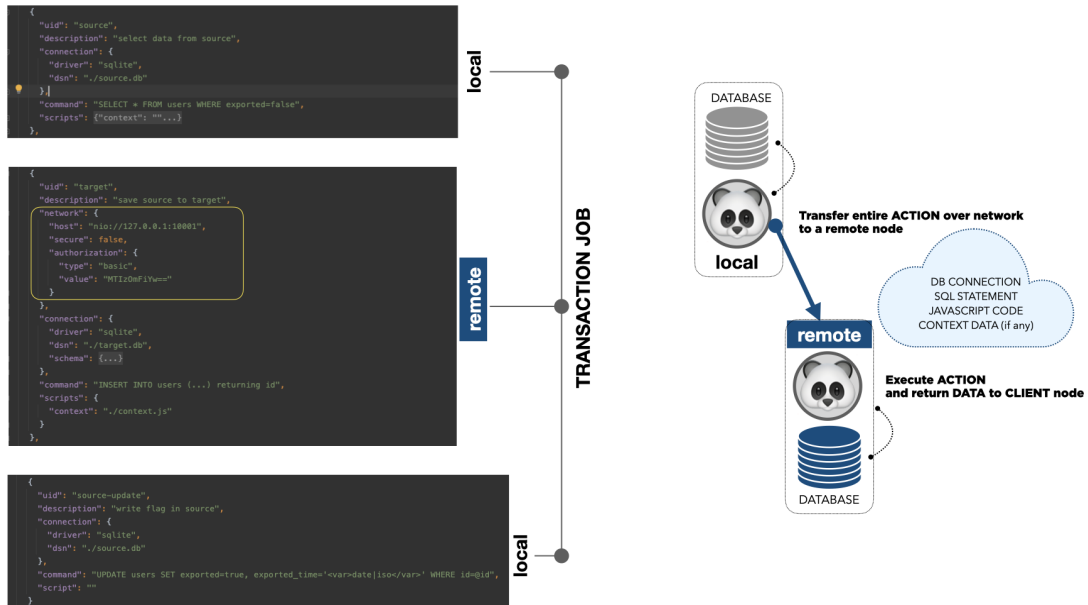 {
"uid": "source",
"description": "select data from source",
"connection": {
"driver": "sqlite",
"dsn": "./source.db"
},
"command": "SELECT * FROM users WHERE exported=false",
"scripts": {"context": ""...}
},
local
{
"uid": "target",
"description": "save source to target",
"network": {
"host": "nio://127.0.0.1:10001",
"secure": false,
"authorization": {
"type": "basic",
"value": "MTIzOmFiYw=="
}
},
"connection": {
"driver": "sqlite",
"dsn": "./target.db",
"schema": {...}
},
"command": "INSERT INTO users (...) returning id",
"scripts": {
"context": "./context.js"
}
},
remote
{
"uid": "source-update",
"description": "write flag in source",
"connection": {
"driver": "sqlite",
"dsn": "./source.db"
},
"command": "UPDATE users SET exported=true, exported_time='<var>date|iso</var>' WHERE id=@id",
"script": ""
}
local
TRANSACTION JOB
DATABASE
local
Transfer entire ACTION over network
to a remote node
DB CONNECTION
SQL STATEMENT
JAVASCRIPT CODE
CONTEXT DATA (if any)
remote
Execute ACTION
and return DATA to CLIENT node
DATABASE